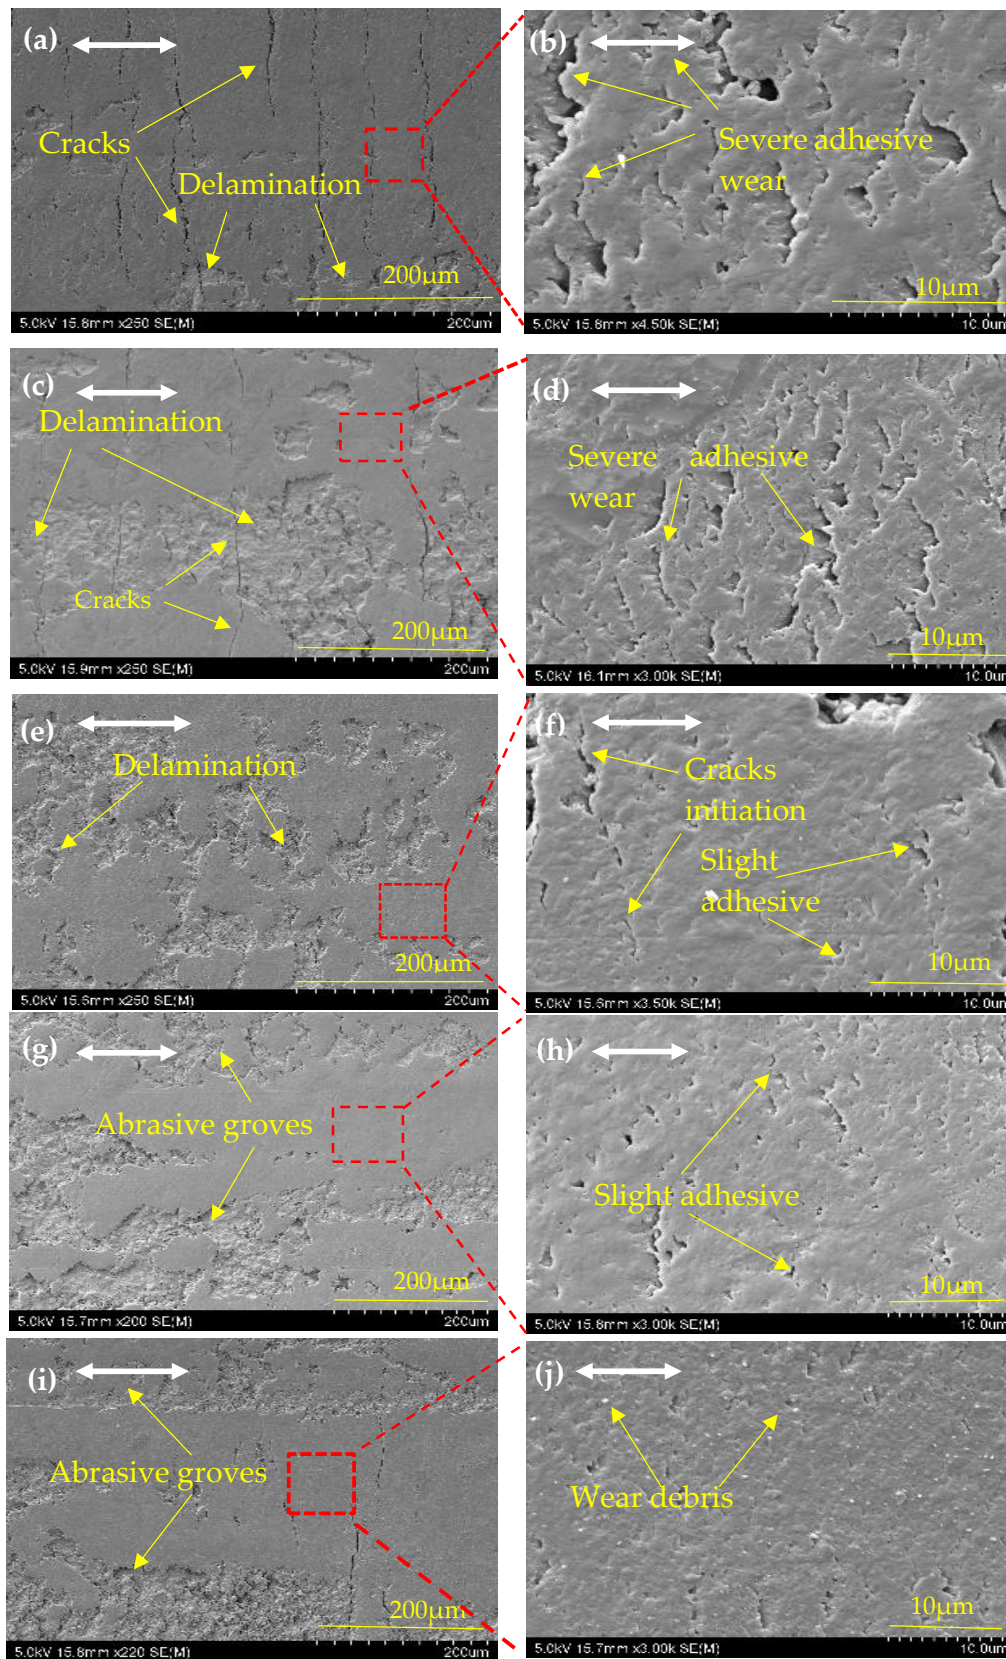 (a)
Cracks
Delamination
200μm
5.0kV 15.8mm x250 SE(M)
200um
(b)
Severe adhesive
wear
10μm
5.0kV 15.8mm x4.50k SE(M)
10.0um
(c)
Delamination
Cracks
200μm
5.0kV 15.9mm x250 SE(M)
200um
(d)
Severe adhesive
wear
10μm
5.0kV 16.1mm x3.00k SE(M)
10.0um
(e)
Delamination
200μm
5.0kV 15.6mm x250 SE(M)
200um
(f)
Cracks
initiation
Slight
adhesive
10μm
5.0kV 15.6mm x3.50k SE(M)
10.0um
(g)
Abrasive groves
200μm
5.0kV 15.7mm x200 SE(M)
200um
(h)
Slight adhesive
10μm
5.0kV 15.8mm x3.00k SE(M)
10.0um
(i)
Abrasive groves
200μm
5.0kV 15.8mm x220 SE(M)
200um
(j)
Wear debris
10μm
5.0kV 15.7mm x3.00k SE(M)
10.0um